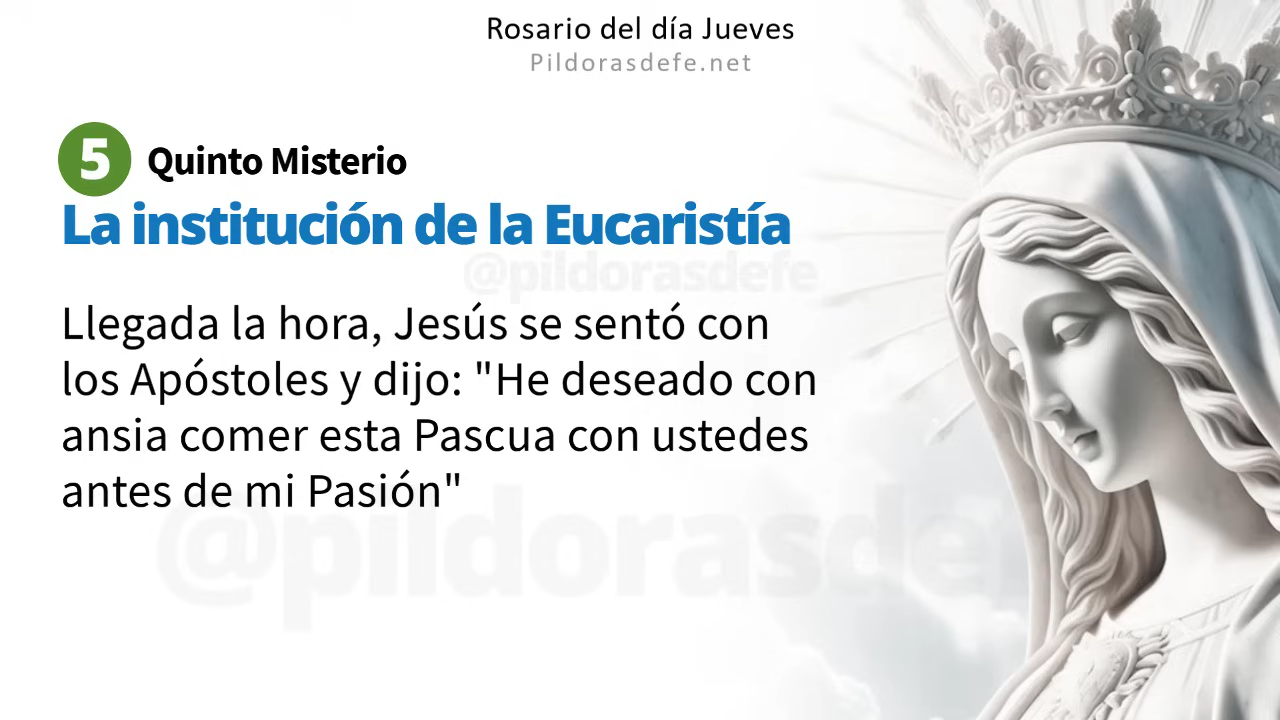 Rosario del día Jueves
Pildorasdefe.net
5 Quinto Misterio
La institución de la Eucaristía
@pildorasdefe
Llegada la hora, Jesús se sentó con
los Apóstoles y dijo: "He deseado con
ansia comer esta Pascua con ustedes
antes de mi Pasión"
@pildorasdefe